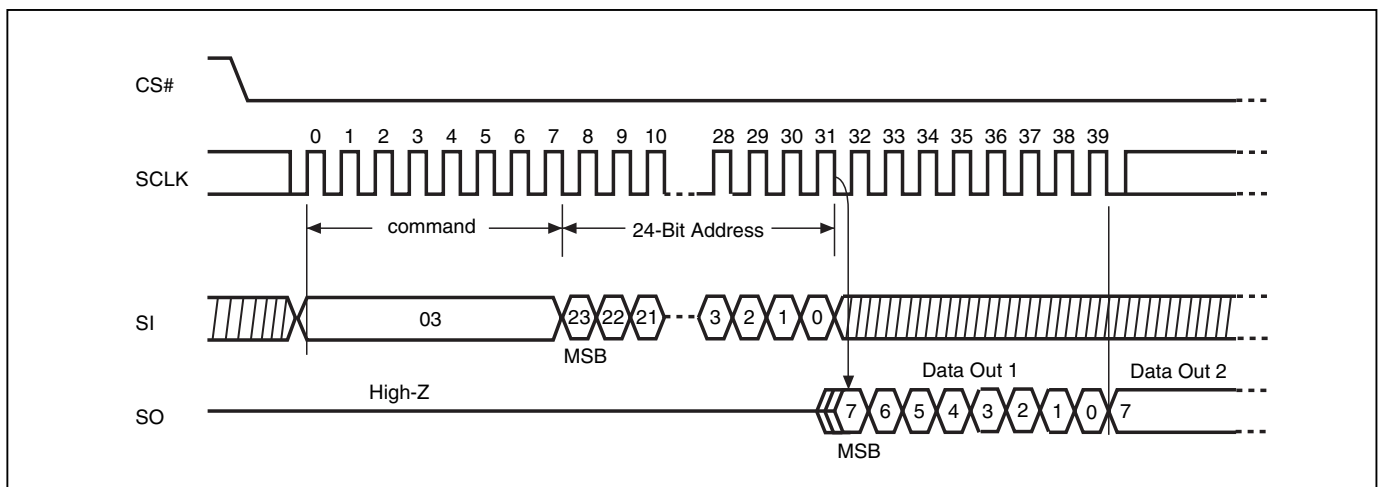 CS#
0 1 2 3 4 5 6 7 8 9 10 28 29 30 31 32 33 34 35 36 37 38 39
SCLK
command
24-Bit Address
SI
03
23 22 21 3 2 1 0
MSB
Data Out 1
Data Out 2
High-Z
SO
7 6 5 4 3 2 1 0 7
MSB